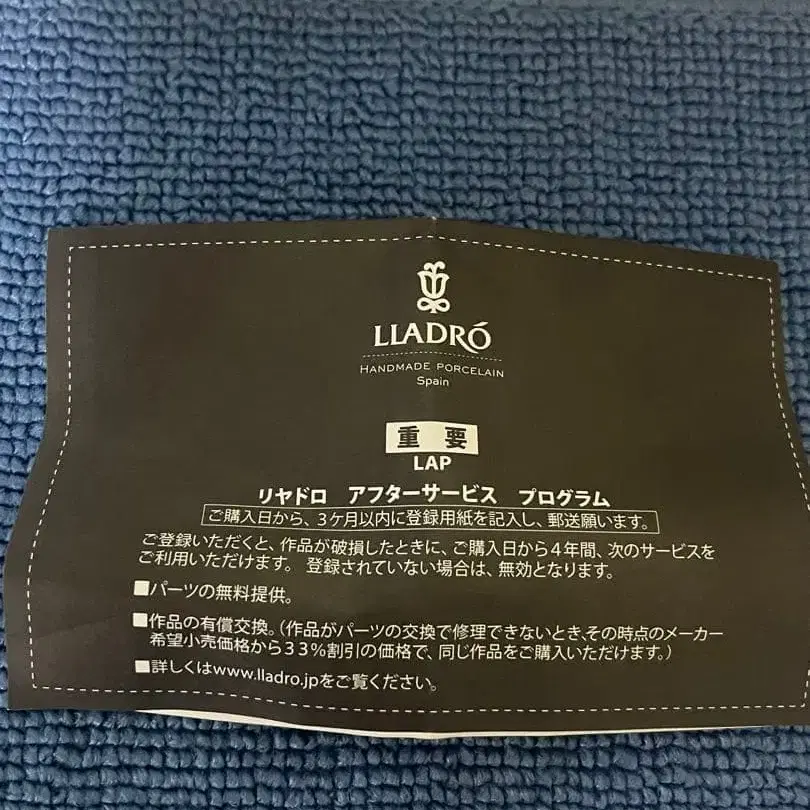 LLADRÓ
HANDMADE PORCELAIN
Spain
重要
LAP
リヤドロ アフターサービス プログラム
ご購入日から、3ケ月以内に登録用紙を記入し、郵送願います。
ご登録いただくと、作品が破損したときに、ご購入日から4年間、次のサービスを
ご利用いただけます。 登録されていない場合は、無効となります。
■パーツの無料提供。
■作品の有償交換。(作品がパーツの交換で修理できないとき、その時点のメーカー
希望小売価格から33%割引の価格で、同じ作品をご購入いただけます。)
■詳しくはwww.lladro.jpをご覧ください。